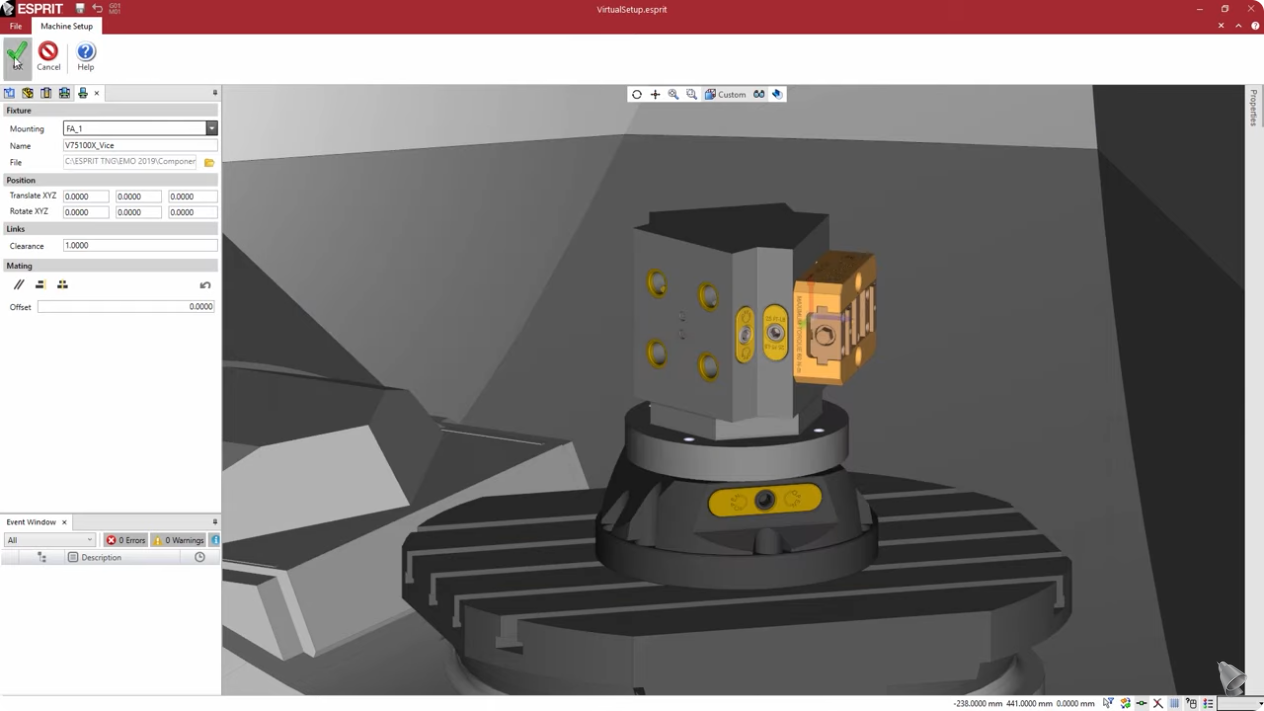 ESPRIT
G01
M01
VirtualSetup.esprit
File
Machine Setup
Cancel
Help
Custom
Properties
Fixture
Mounting FA_1
Name V75100X_Vice
File C:\ESPRIT TNG\EMO 2019\Componen
Position
Translate XYZ 0.0000 0.0000 0.0000
Rotate XYZ 0.0000 0.0000 0.0000
Links
Clearance 1.0000
Mating
Offset 0.0000
Event Window
All 0 Errors 0 Warnings
Description
-238.0000 mm 441.0000 mm 0.0000 mm